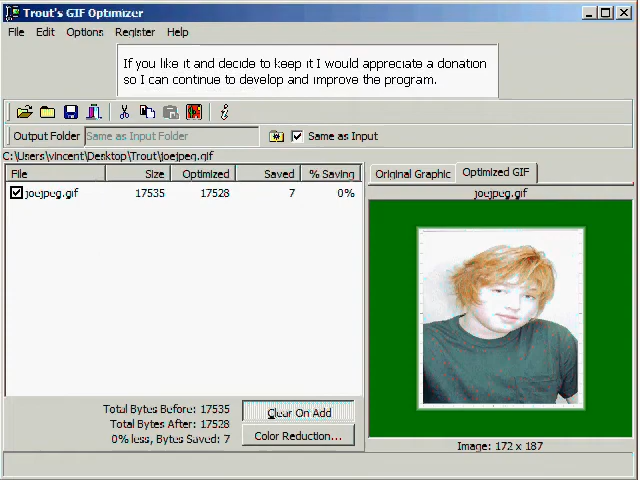 Trout's GIF Optimizer
File Edit Options Register Help
If you like it and decide to keep it I would appreciate a donation
so I can continue to develop and improve the program.
Output Folder Same as Input Folder Same as Input
C:\Users\vincent\Desktop\Trout\joejpeg.gif
File Size Optimized Saved % Saving
joejpeg.gif 17535 17528 7 0%
Original Graphic Optimized GIF
joejpeg.gif
Total Bytes Before: 17535
Total Bytes After: 17528
0% less, Bytes Saved: 7
Clear On Add
Color Reduction...
Image: 172 x 187